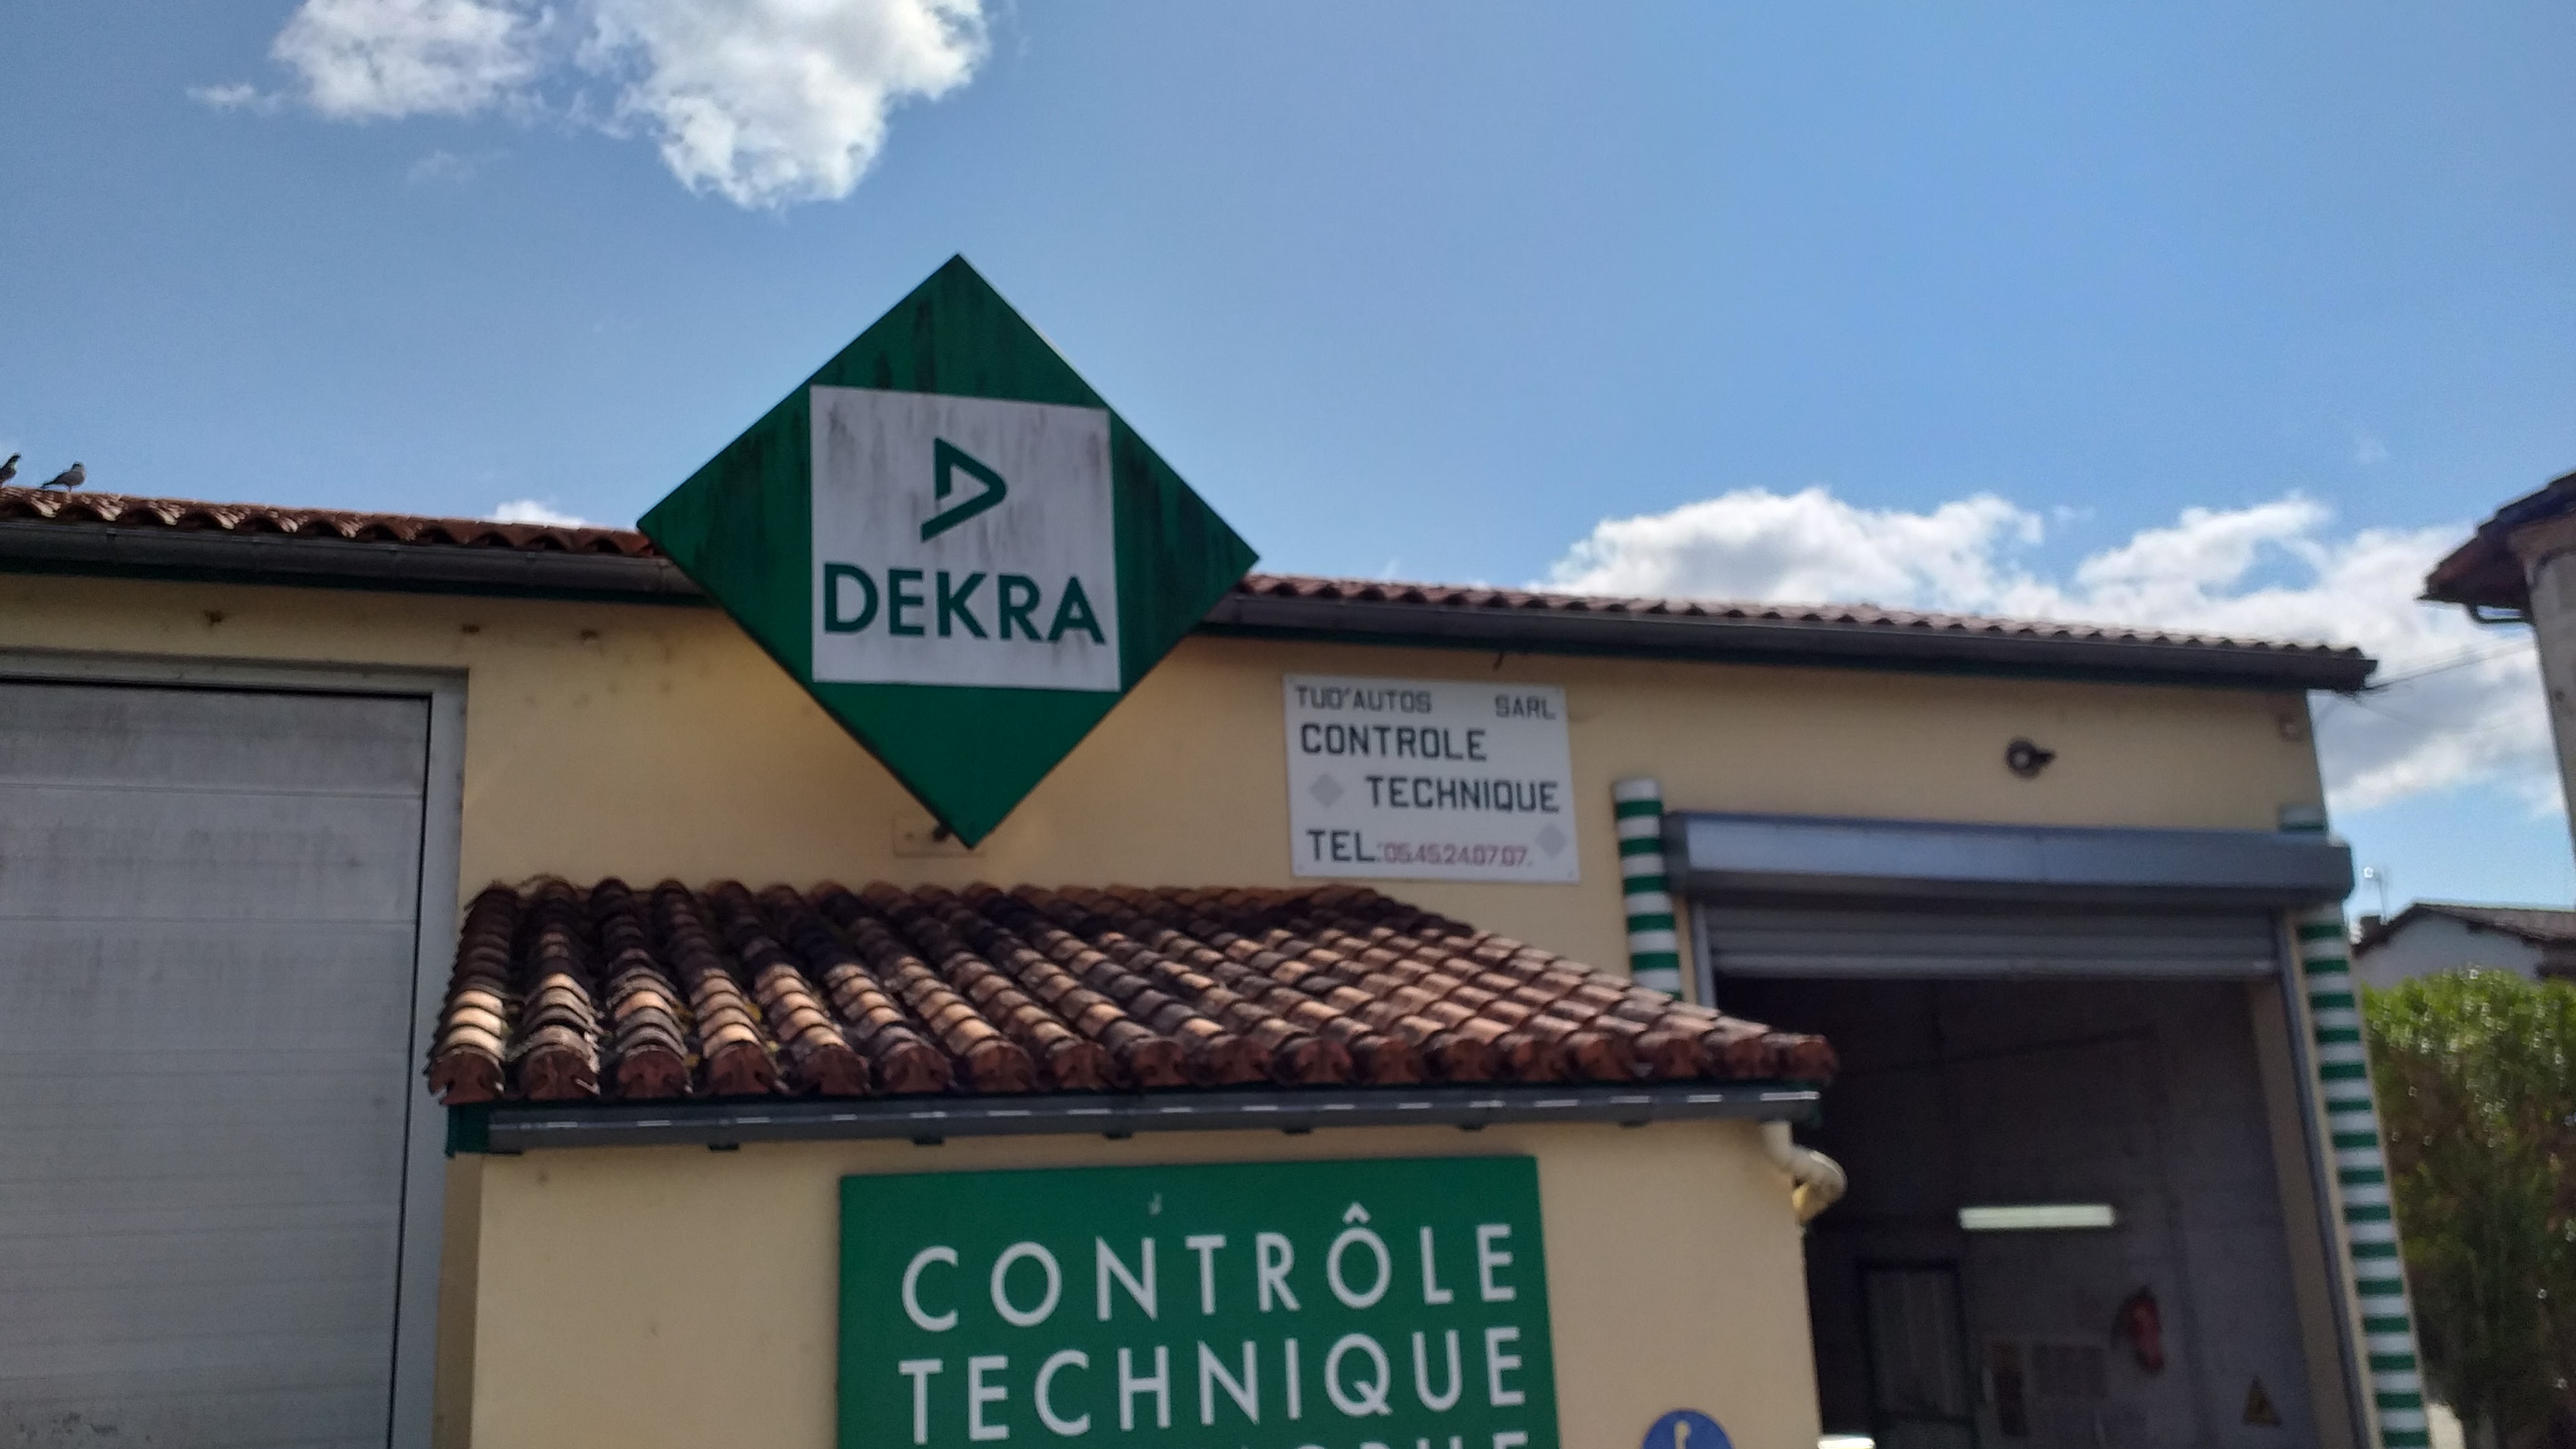 DEKRA
TUD'AUTOS SARL
CONTROLE
TECHNIQUE
TEL:05.45.24.07.07.
CONTRÔLE
TECHNIQUE